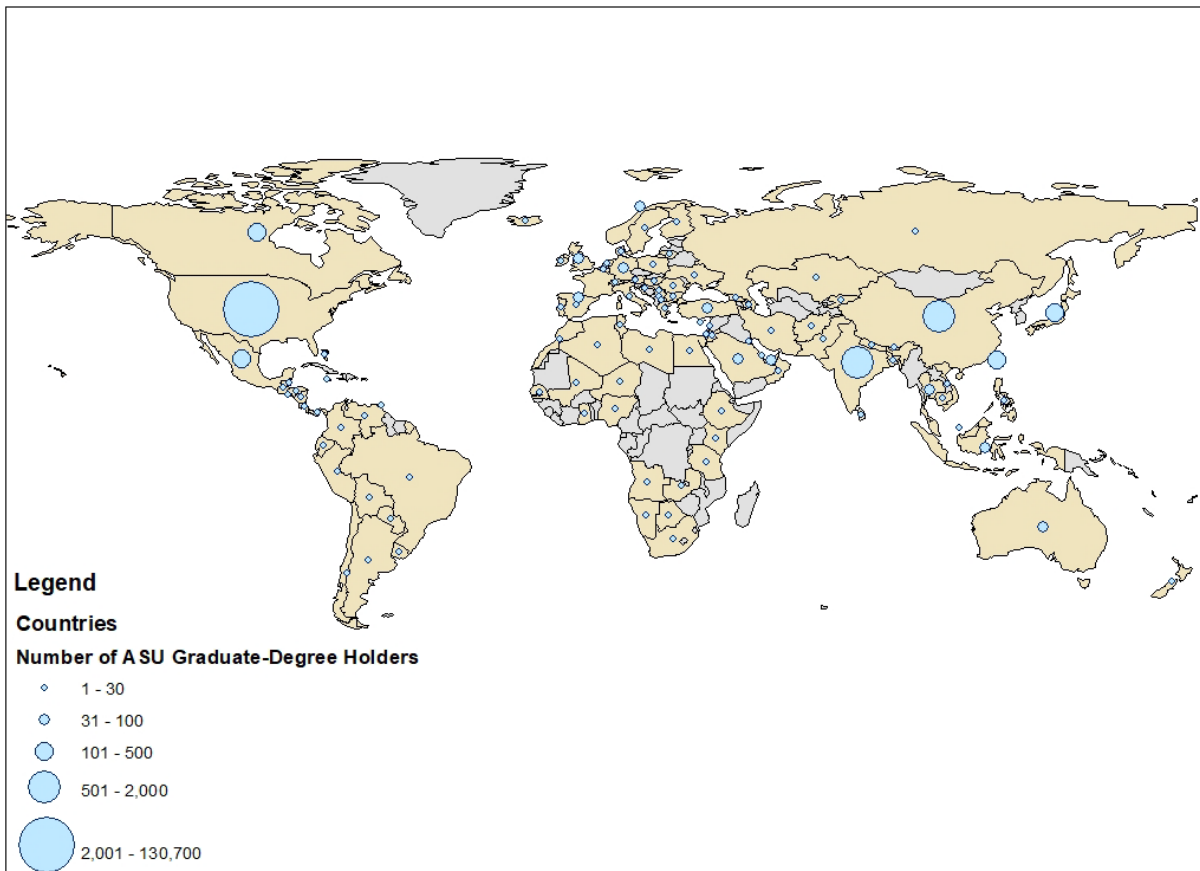 Legend
Countries
Number of ASU Graduate-Degree Holders
1 - 30
31 - 100
101 - 500
501 - 2,000
2,001 - 130,700